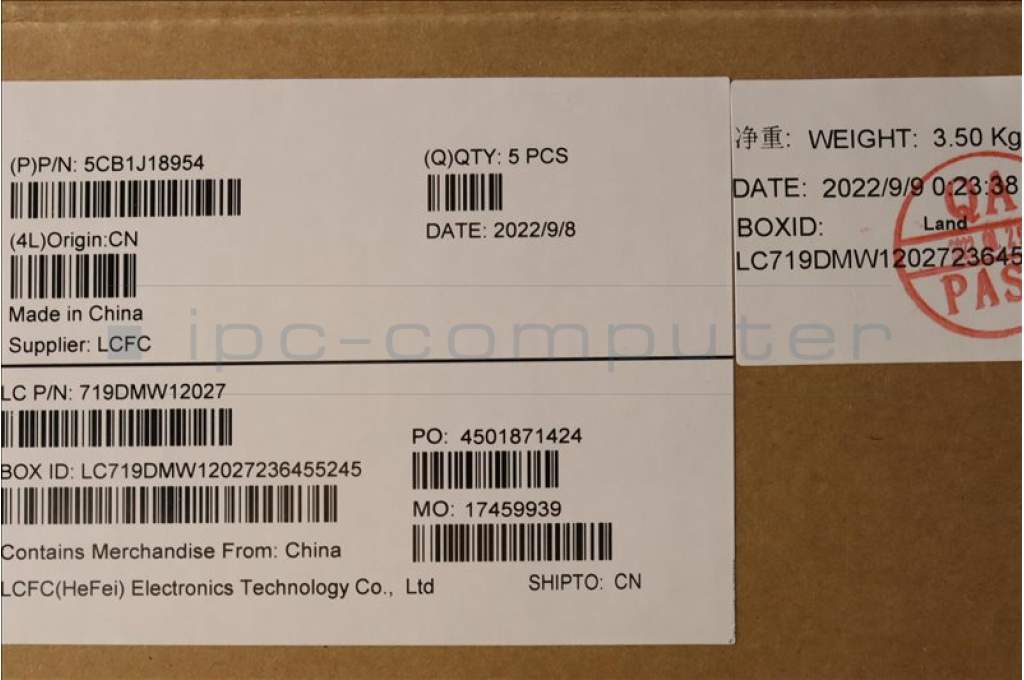 (P)P/N: 5CB1J18954
(Q)QTY: 5 PCS
DATE: 2022/9/8
(4L)Origin:CN
Made in China
Supplier: LCFC
LC P/N: 719DMW12027
BOX ID: LC719DMW12027236455245
PO: 4501871424
MO: 17459939
Contains Merchandise From: China
LCFC(HeFei) Electronics Technology Co., Ltd
SHIPTO: CN
净重: WEIGHT: 3.50 Kg
DATE: 2022/9/9 0:23:38
BOXID:
Land
LC719DMW1202723645
QA
PAS
ipc-computer